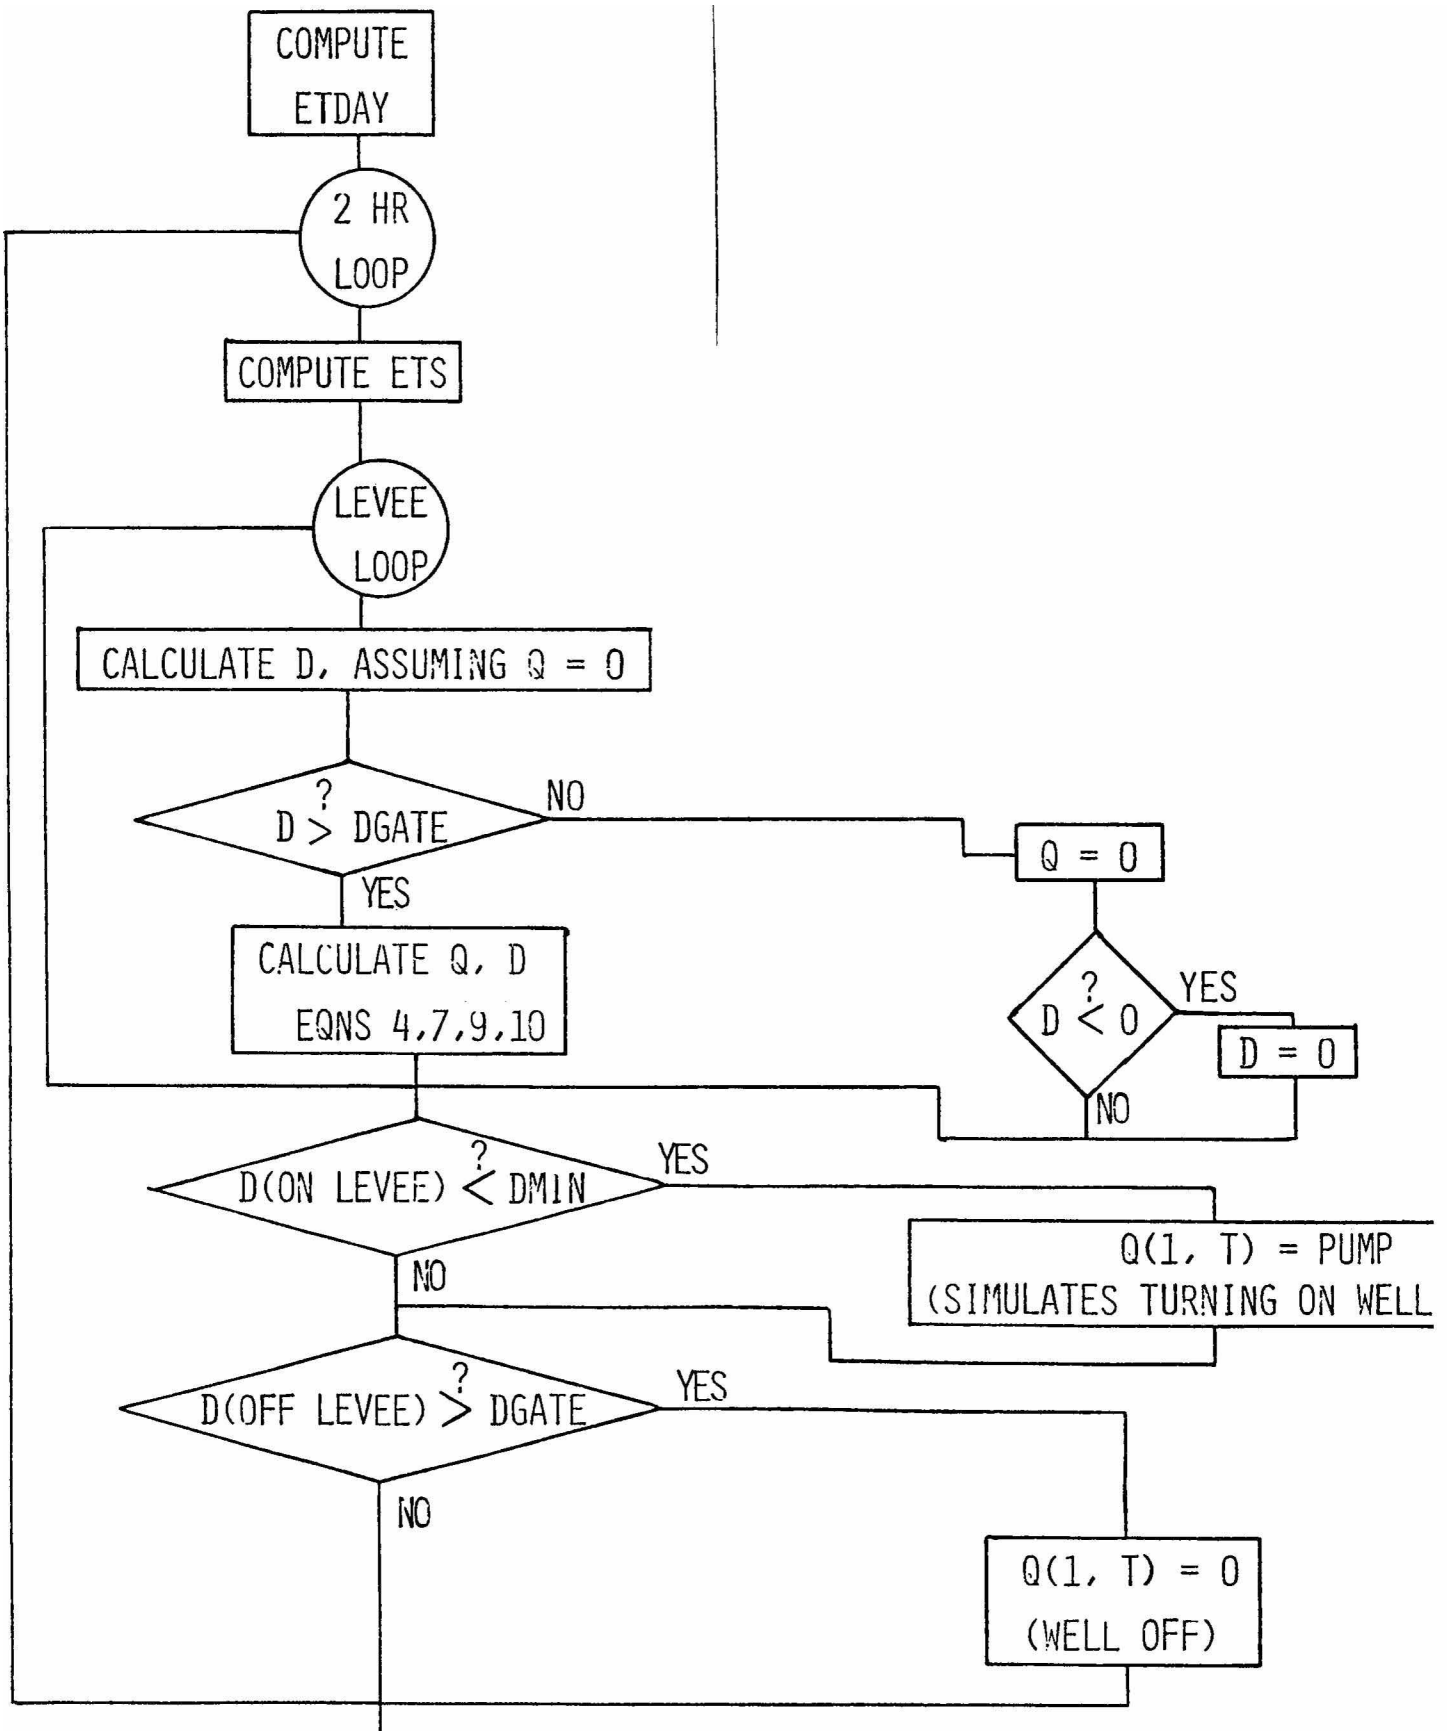 COMPUTE
ETDAY
2 HR
LOOP
COMPUTE ETS
LEVEE
LOOP
CALCULATE D, ASSUMING Q = 0
?
D > DGATE
NO
YES
Q = 0
CALCULATE Q, D
EQNS 4,7,9,10
?
D < 0
YES
D = 0
NO
?
D(ON LEVEE) < DMIN
YES
Q(1, T) = PUMP
(SIMULATES TURNING ON WELL
NO
?
D(OFF LEVEE) > DGATE
YES
NO
Q(1, T) = 0
(WELL OFF)